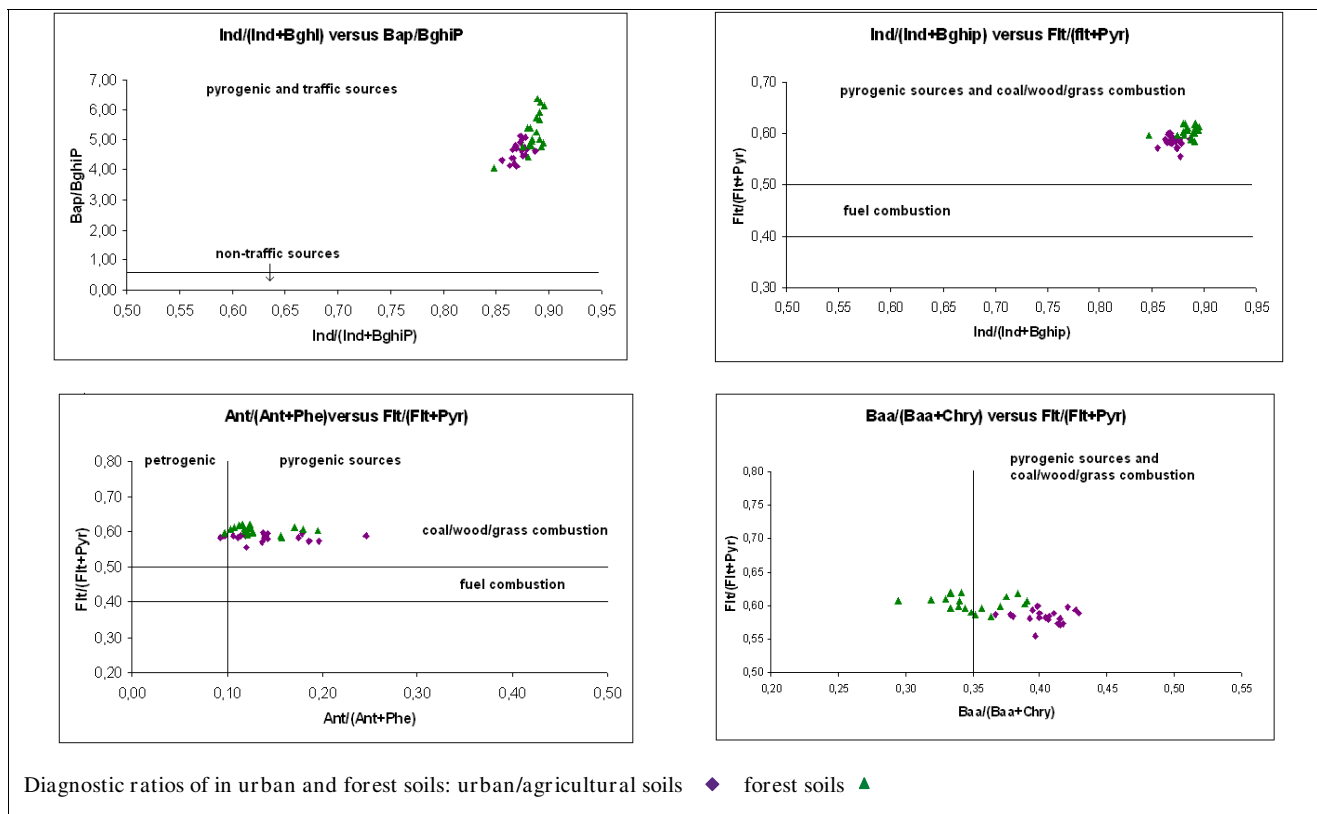 Ind/(Ind+BghI) versus Bap/BghiP
Bap/BghiP
7,00
6,00
5,00
4,00
3,00
2,00
1,00
0,00
pyrogenic and traffic sources
non-traffic sources
0,50 0,55 0,60 0,65 0,70 0,75 0,80 0,85 0,90 0,95
Ind/(Ind+BghiP)
Ind/(Ind+Bghip) versus Flt/(flt+Pyr)
Flt/(Flt+Pyr)
0,70
0,60
0,50
0,40
0,30
pyrogenic sources and coal/wood/grass combustion
fuel combustion
0,50 0,55 0,60 0,65 0,70 0,75 0,80 0,85 0,90 0,95
Ind/(Ind+Bghip)
Ant/(Ant+Phe)versus Flt/(Flt+Pyr)
Flt/(Flt+Pyr)
0,80
0,70
0,60
0,50
0,40
0,30
0,20
petrogenic pyrogenic sources
coal/wood/grass combustion
fuel combustion
0,00 0,10 0,20 0,30 0,40 0,50
Ant/(Ant+Phe)
Baa/(Baa+Chry) versus Flt/(Flt+Pyr)
Flt/(Flt+Pyr)
0,80
0,75
0,70
0,65
0,60
0,55
0,50
pyrogenic sources and
coal/wood/grass combustion
0,20 0,25 0,30 0,35 0,40 0,45 0,50 0,55
Baa/(Baa+Chry)
Diagnostic ratios of in urban and forest soils: urban/agricultural soils ◆ forest soils ▲